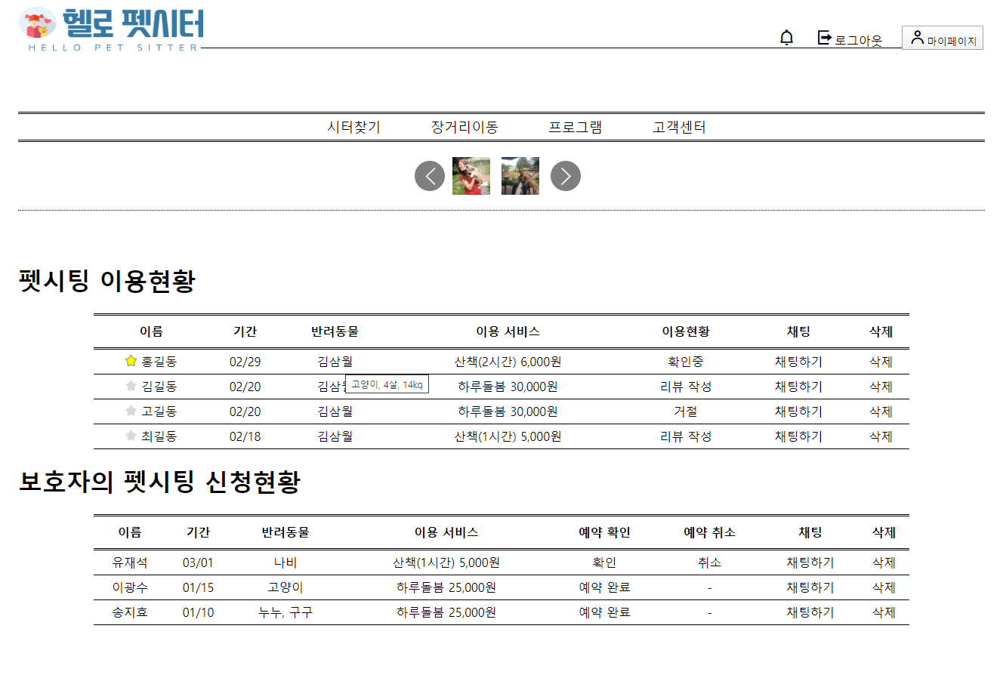 헬로 펫시터
HELLO PET SITTER
로그아웃 마이페이지
시터찾기 장거리이동 프로그램 고객센터
펫시팅 이용현황
이름 기간 반려동물 이용 서비스 이용현황 채팅 삭제
홍길동 02/29 김삼월 산책(2시간) 6,000원 확인중 채팅하기 삭제
김길동 02/20 김삼 고양이, 4살, 14kg 하루돌봄 30,000원 리뷰 작성 채팅하기 삭제
고길동 02/20 김삼월 하루돌봄 30,000원 거절 채팅하기 삭제
최길동 02/18 김삼월 산책(1시간) 5,000원 리뷰 작성 채팅하기 삭제
보호자의 펫시팅 신청현황
이름 기간 반려동물 이용 서비스 예약 확인 예약 취소 채팅 삭제
유재석 03/01 나비 산책(1시간) 5,000원 확인 취소 채팅하기 삭제
이광수 01/15 고양이 하루돌봄 25,000원 예약 완료 - 채팅하기 삭제
송지효 01/10 누누, 구구 하루돌봄 25,000원 예약 완료 - 채팅하기 삭제